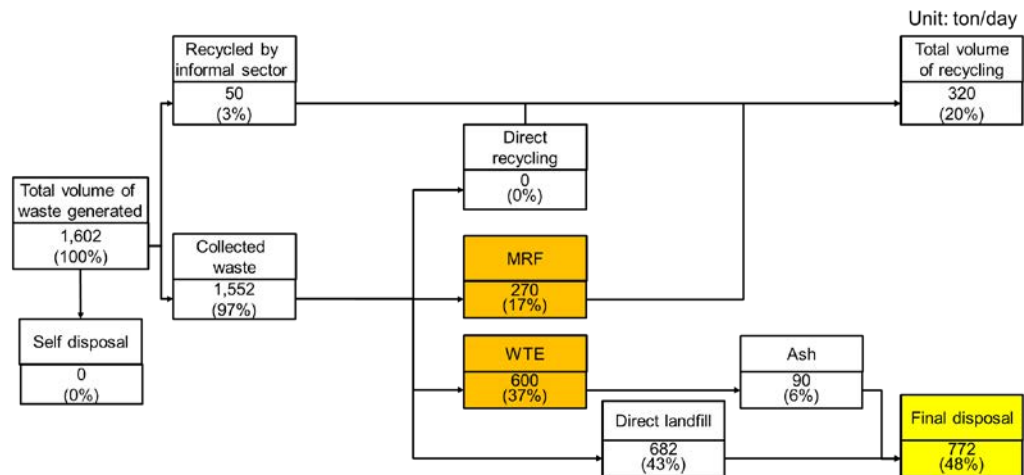 Unit: ton/day
Recycled by
informal sector
50
(3%)
Total volume
of recycling
320
(20%)
Direct
recycling
0
(0%)
Total volume of
waste generated
1,602
(100%)
Collected
waste
1,552
(97%)
MRF
270
(17%)
Self disposal
0
(0%)
WTE
600
(37%)
Ash
90
(6%)
Direct landfill
682
(43%)
Final disposal
772
(48%)